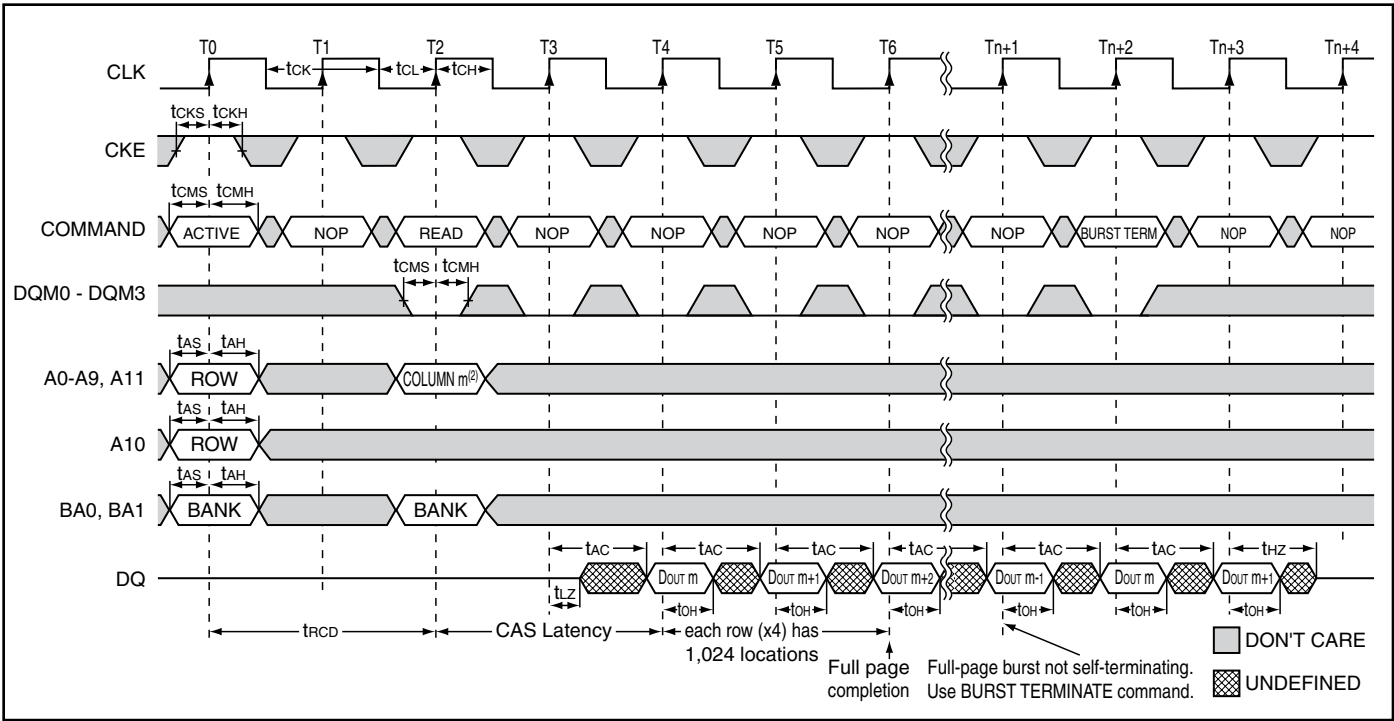 T0 T1 T2 T3 T4 T5 T6 Tn+1 Tn+2 Tn+3 Tn+4
CLK tCK tCL tCH
tCKS tCKH
CKE
tCMS tCMH
COMMAND ACTIVE NOP READ NOP NOP NOP NOP NOP BURST TERM NOP NOP
tCMS tCMH
DQM0 - DQM3
tAS tAH
A0-A9, A11 ROW COLUMN m(2)
tAS tAH
A10 ROW
tAS tAH
BA0, BA1 BANK BANK
tAC tAC tAC tAC tAC tAC tHZ
DQ DOUT m DOUT m+1 DOUT m+2 DOUT m-1 DOUT m DOUT m+1
tLZ tOH tOH tOH tOH tOH tOH
tRCD CAS Latency each row (x4) has
1,024 locations
Full page
completion
Full-page burst not self-terminating.
Use BURST TERMINATE command.
DON'T CARE
UNDEFINED